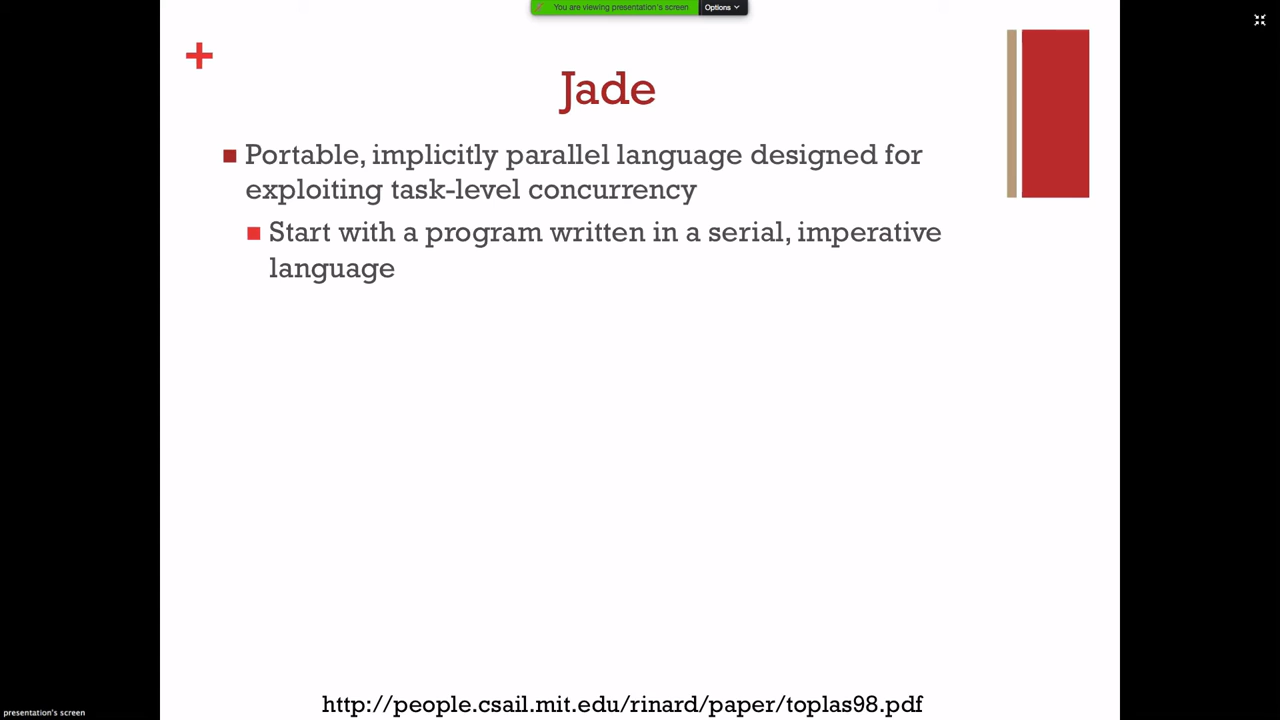 You are viewing presentation's screen Options
+
Jade
Portable, implicitly parallel language designed for
exploiting task-level concurrency
Start with a program written in a serial, imperative
language
http://people.csail.mit.edu/rinard/paper/toplas98.pdf
presentation's screen